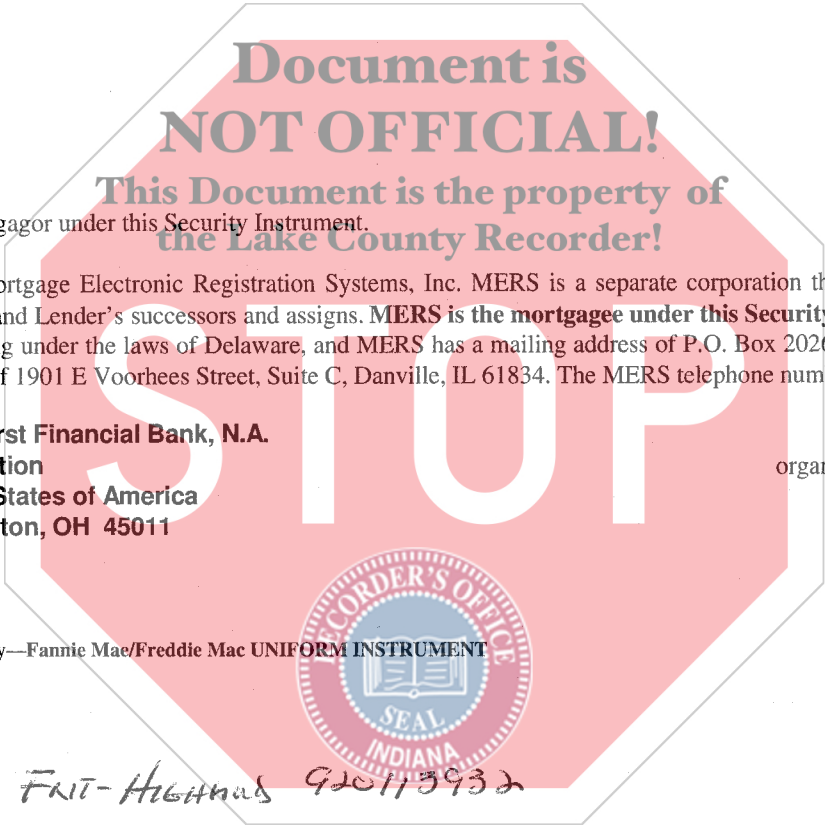 Document is
NOT OFFICIAL!
This Document is the property of
the Lake County Recorder!
gagor under this Security Instrument.
ortgage Electronic Registration Systems, Inc. MERS is a separate corporation th
and Lender's successors and assigns. MERS is the mortgagee under this Security
g under the laws of Delaware, and MERS has a mailing address of P.O. Box 2026
f 1901 E Voorhees Street, Suite C, Danville, IL 61834. The MERS telephone num
STOP
rst Financial Bank, N.A.
tion organ
States of America
ton, OH 45011
RECORDER'S OFFICE
SEAL
INDIANA
y—Fannie Mae/Freddie Mac UNIFORM INSTRUMENT
920113932